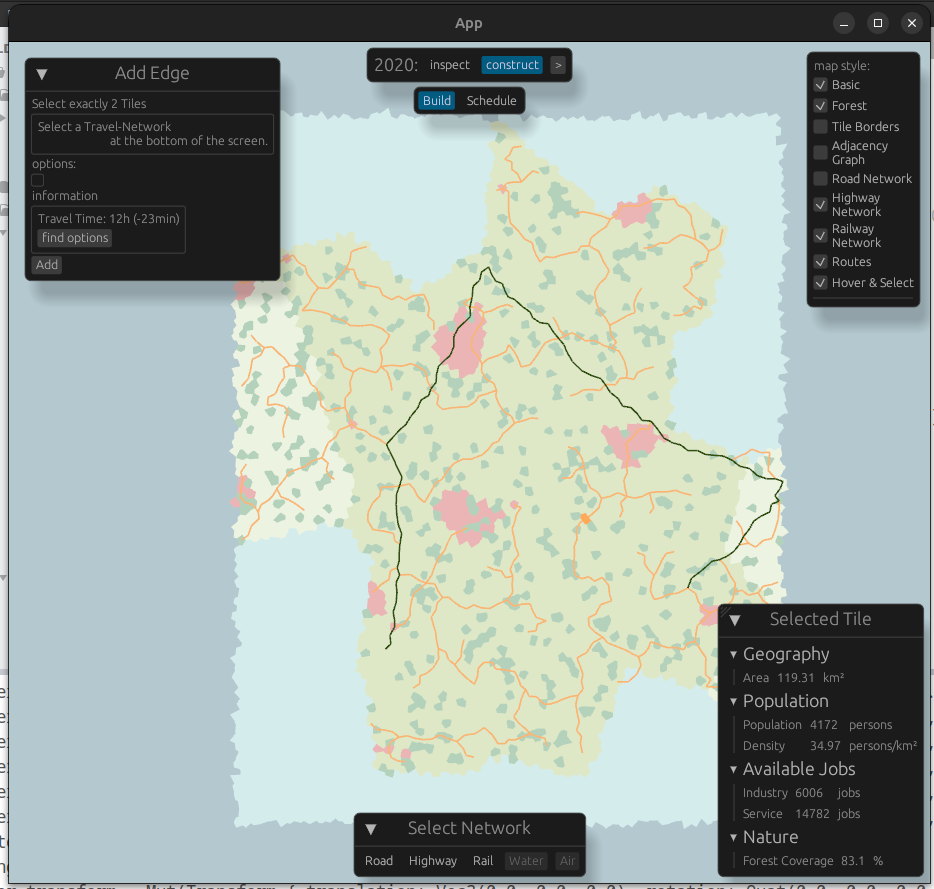 App
Add Edge
Select exactly 2 Tiles
Select a Travel-Network
at the bottom of the screen.
options:
information
Travel Time: 12h (-23min)
find options
Add
2020: inspect construct >
Build Schedule
map style:
Basic
Forest
Tile Borders
Adjacency
Graph
Road Network
Highway
Network
Railway
Network
Routes
Hover & Select
Selected Tile
Geography
Area 119.31 km²
Population
Population 4172 persons
Density 34.97 persons/km²
Available Jobs
Industry 6006 jobs
Service 14782 jobs
Nature
Forest Coverage 83.1 %
Select Network
Road Highway Rail Water Air